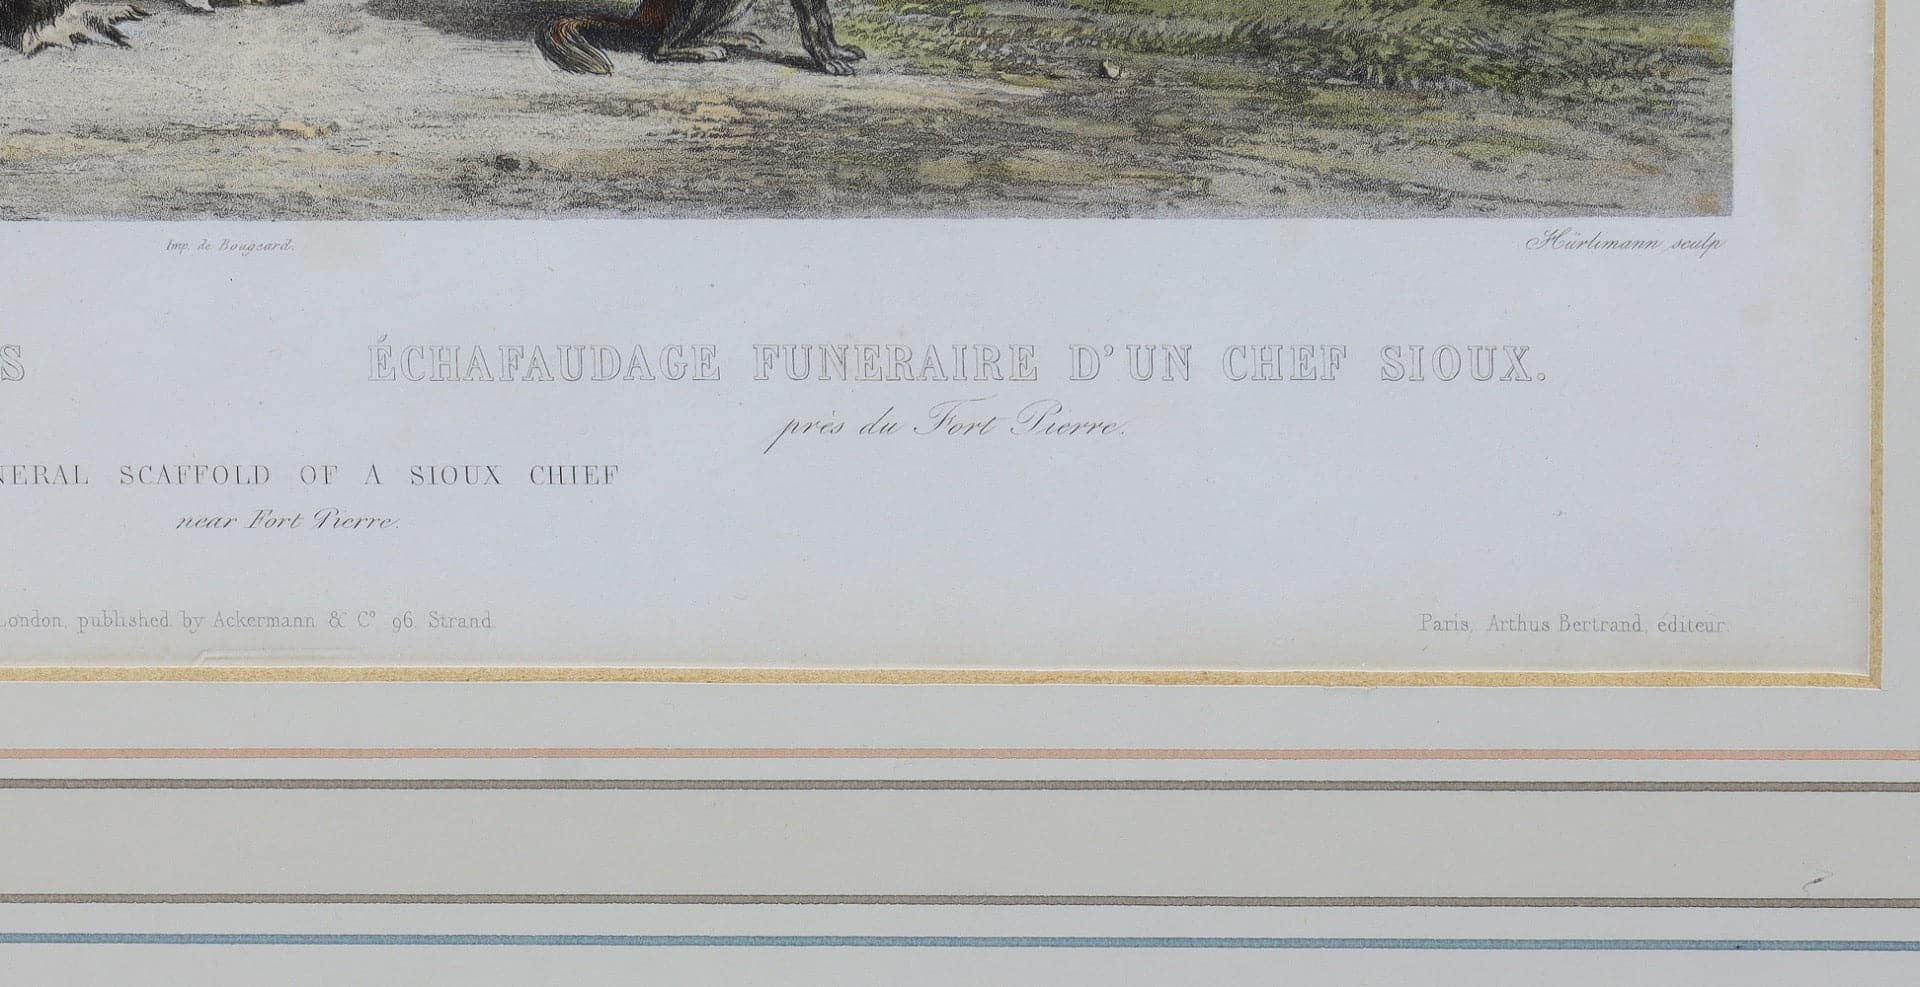 Imp. de Bougeard.
Hürlimann sculp
S
ÉCHAFAUDAGE FUNERAIRE D'UN CHEF SIOUX.
près du Fort Pierre.
NERAL SCAFFOLD OF A SIOUX CHIEF
near Fort Pierre.
London, published by Ackermann & Cº 96. Strand.
Paris, Arthus Bertrand, éditeur.